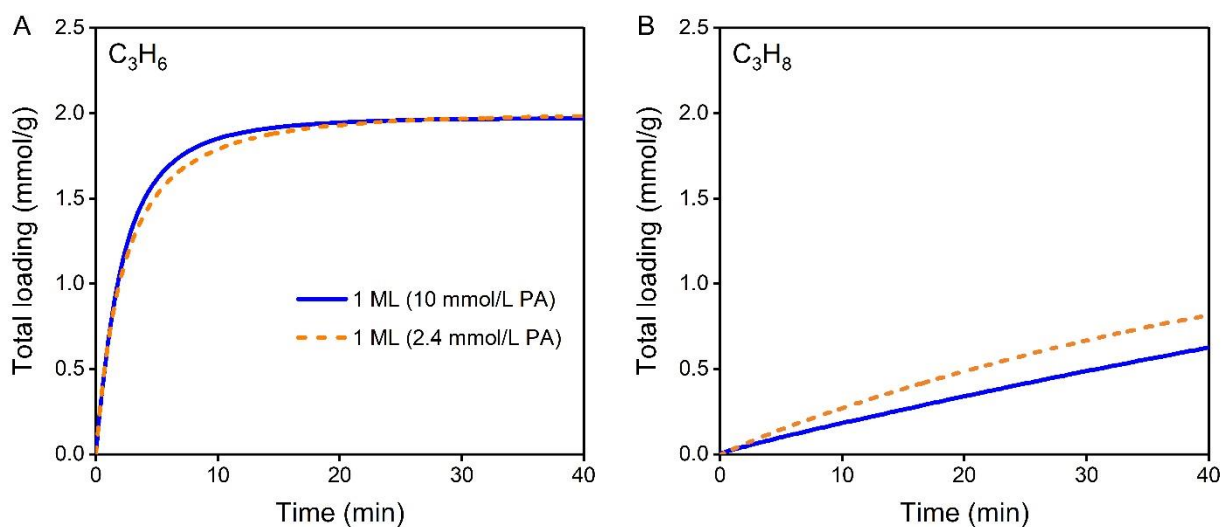 A
C₃H₆
2.5
2.0
1.5
1.0
0.5
0.0
Total loading (mmol/g)
1 ML (10 mmol/L PA)
1 ML (2.4 mmol/L PA)
0 10 20 30 40
Time (min)
B
C₃H₈
2.5
2.0
1.5
1.0
0.5
0.0
Total loading (mmol/g)
0 10 20 30 40
Time (min)